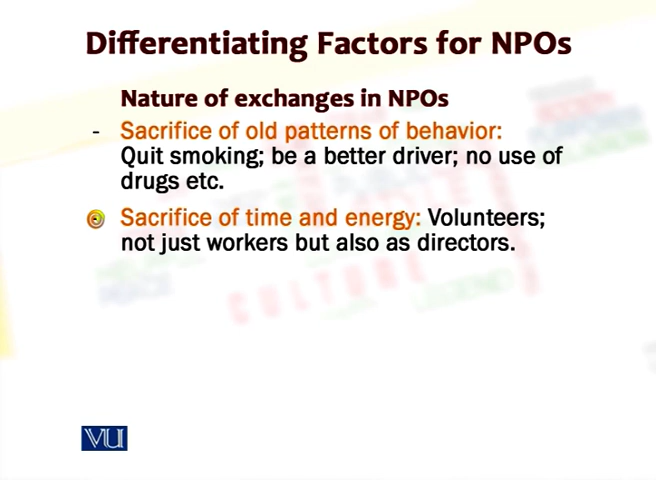 Differentiating Factors for NPOs
Nature of exchanges in NPOs
- Sacrifice of old patterns of behavior:
Quit smoking; be a better driver; no use of
drugs etc.
Sacrifice of time and energy: Volunteers;
not just workers but also as directors.
CULTURE
LEGEND
VU